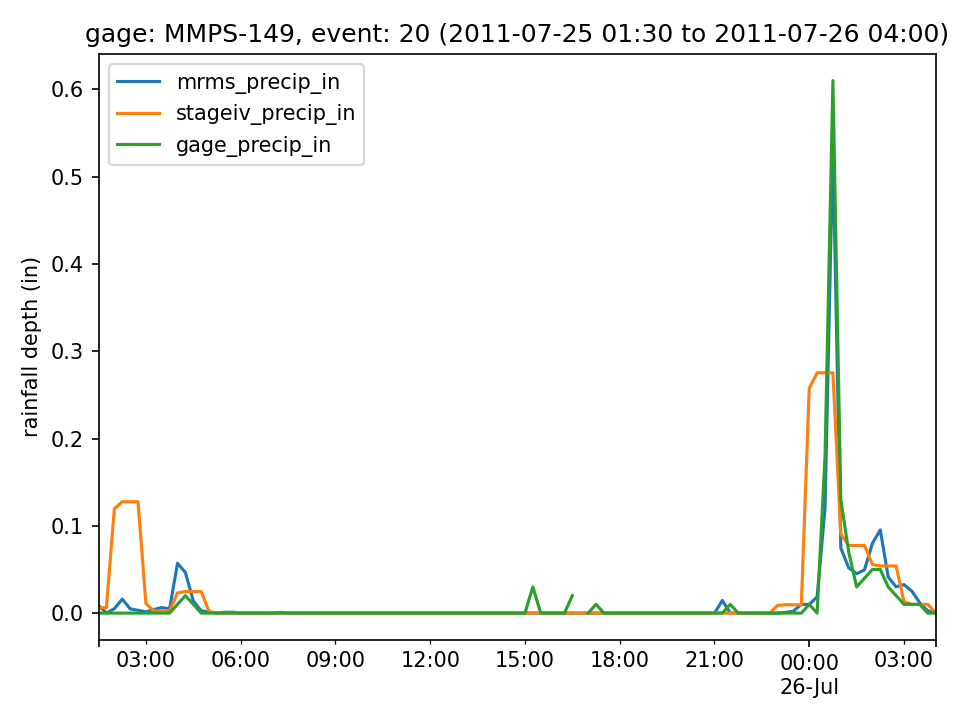 gage: MMPS-149, event: 20 (2011-07-25 01:30 to 2011-07-26 04:00)
mrms_precip_in
stageiv_precip_in
gage_precip_in
rainfall depth (in)
0.6
0.5
0.4
0.3
0.2
0.1
0.0
03:00 06:00 09:00 12:00 15:00 18:00 21:00 00:00 03:00
26-Jul